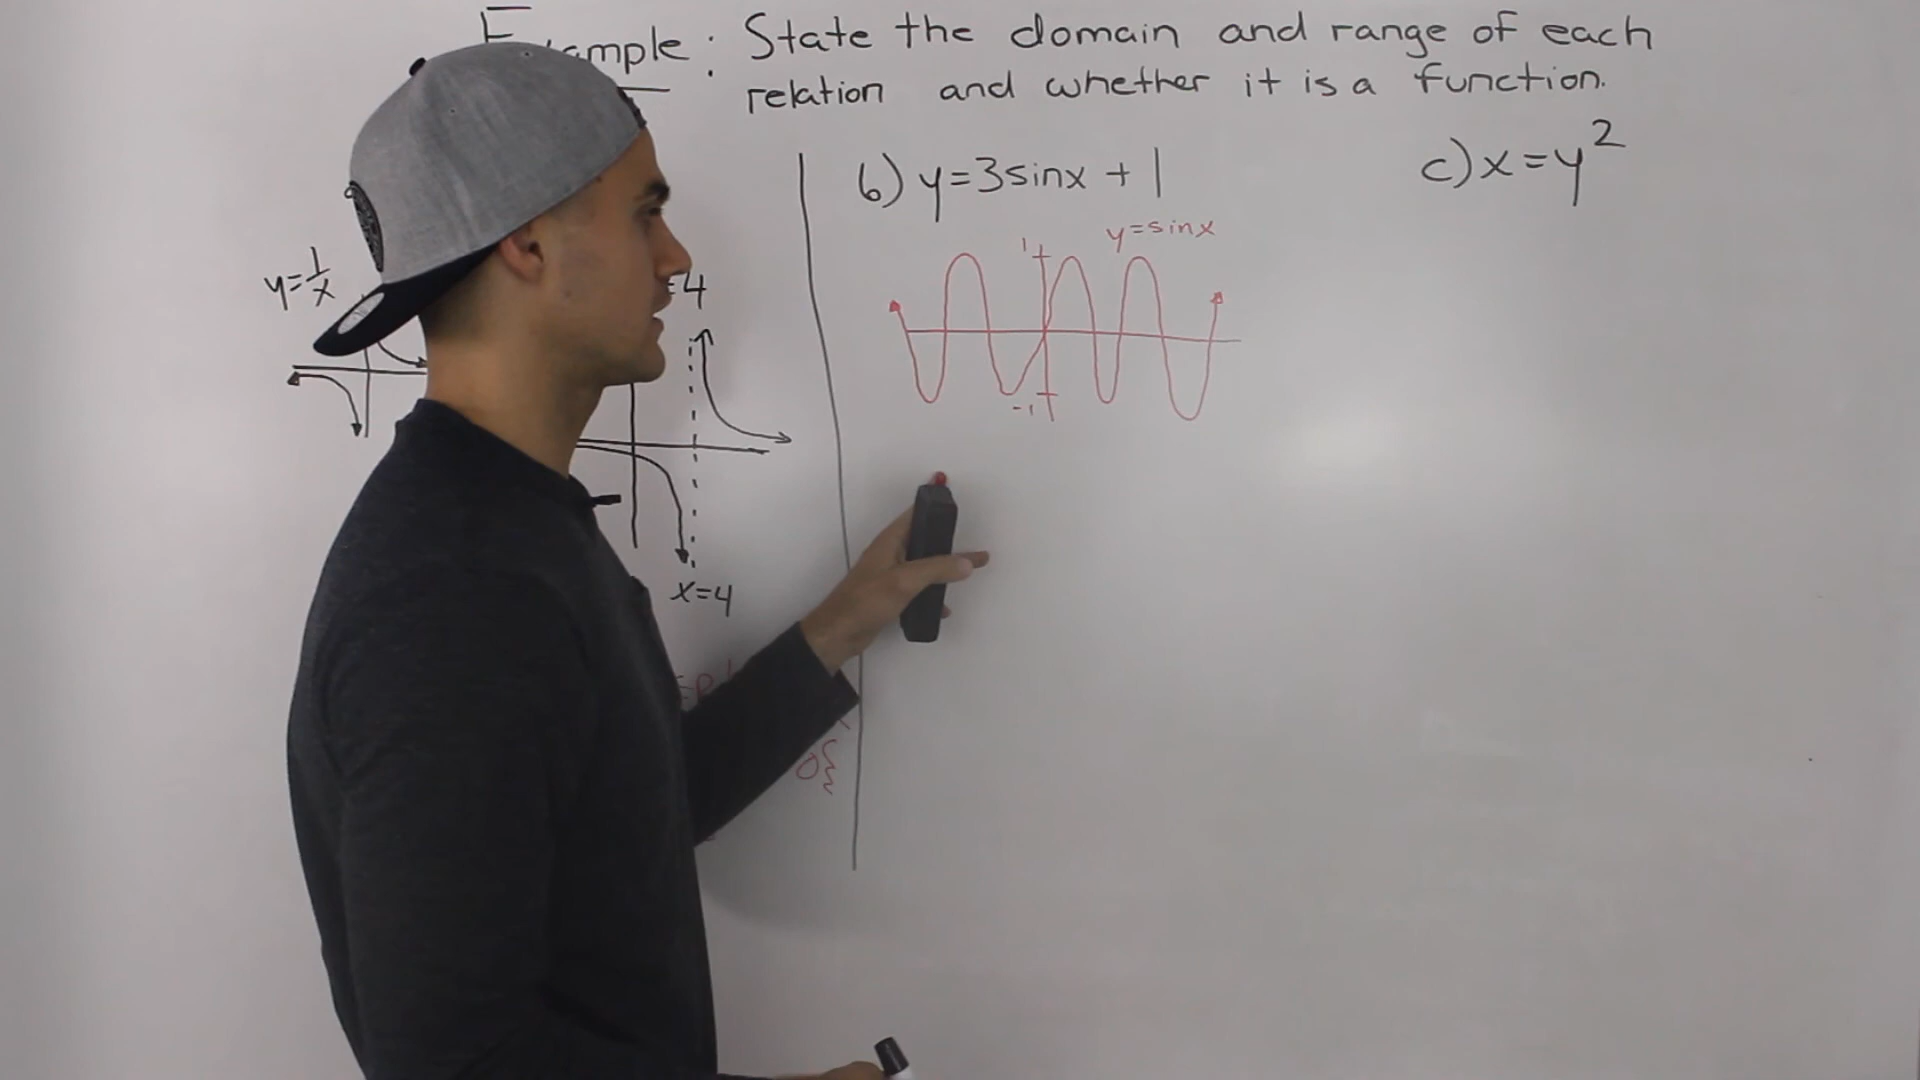 : State the domain and range of each
relation and whether it is a function.
b) y=3sinx + 1
c) x=y²
y=1/x
=4
y=sinx
1
-1
x=4